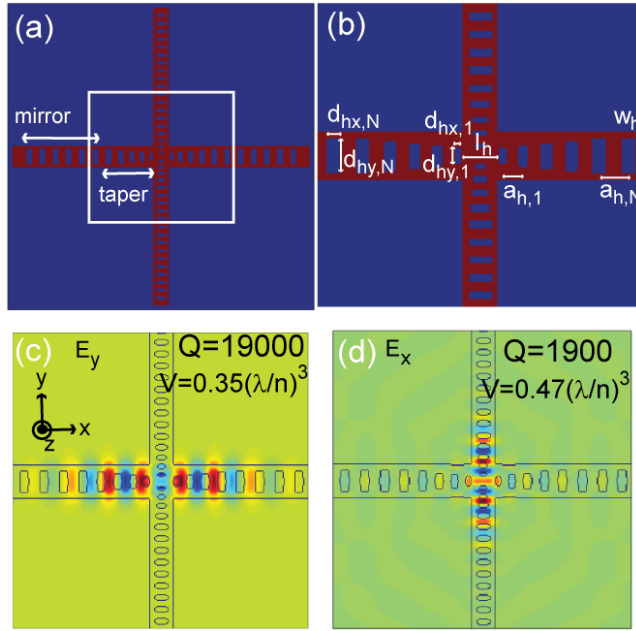 (a)
mirror
taper
(b)
d_hx,N
d_hx,1
l_h
w_h
d_hy,N
d_hy,1
a_h,1
a_h,N
(c)
E_y
Q=19000
V=0.35(λ/n)^3
y
x
z
(d)
E_x
Q=1900
V=0.47(λ/n)^3